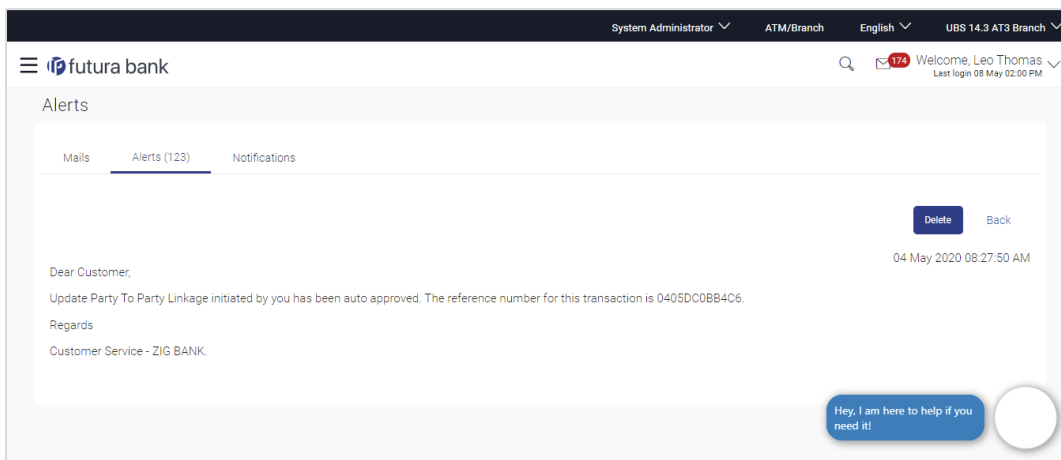 System Administrator ATM/Branch English UBS 14.3 AT3 Branch
futura bank 174 Welcome, Leo Thomas
Last login 08 May 02:00 PM
Alerts
Mails Alerts (123) Notifications
Delete Back
04 May 2020 08:27:50 AM
Dear Customer,
Update Party To Party Linkage initiated by you has been auto approved. The reference number for this transaction is 0405DC0BB4C6.
Regards
Customer Service - ZIG BANK.
Hey, I am here to help if you
need it!